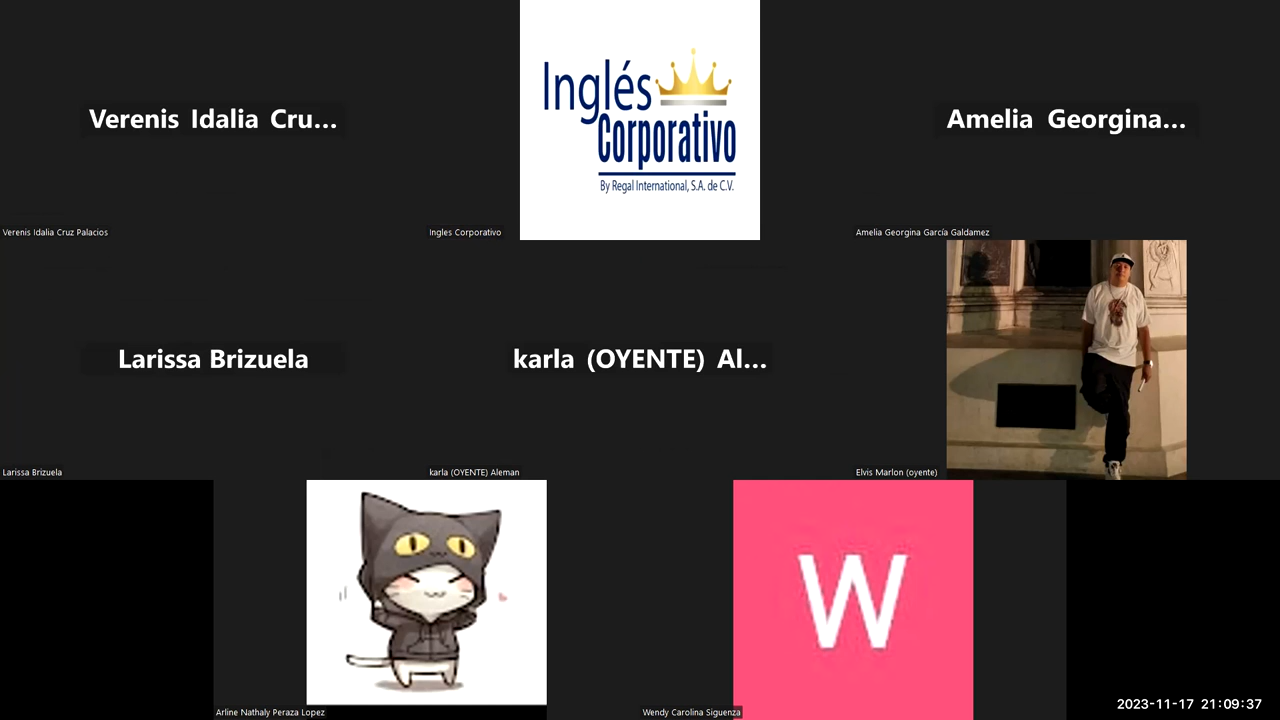 Verenis Idalia Cru...
Inglés
Corporativo
By Regal International, S.A. de C.V.
Amelia Georgina...
Verenis Idalia Cruz Palacios
Ingles Corporativo
Amelia Georgina García Galdamez
Larissa Brizuela
karla (OYENTE) Al...
Larissa Brizuela
karla (OYENTE) Aleman
Elvis Marlon (oyente)
W
Arline Nathaly Peraza Lopez
Wendy Carolina Siguenza
2023-11-17 21:09:37